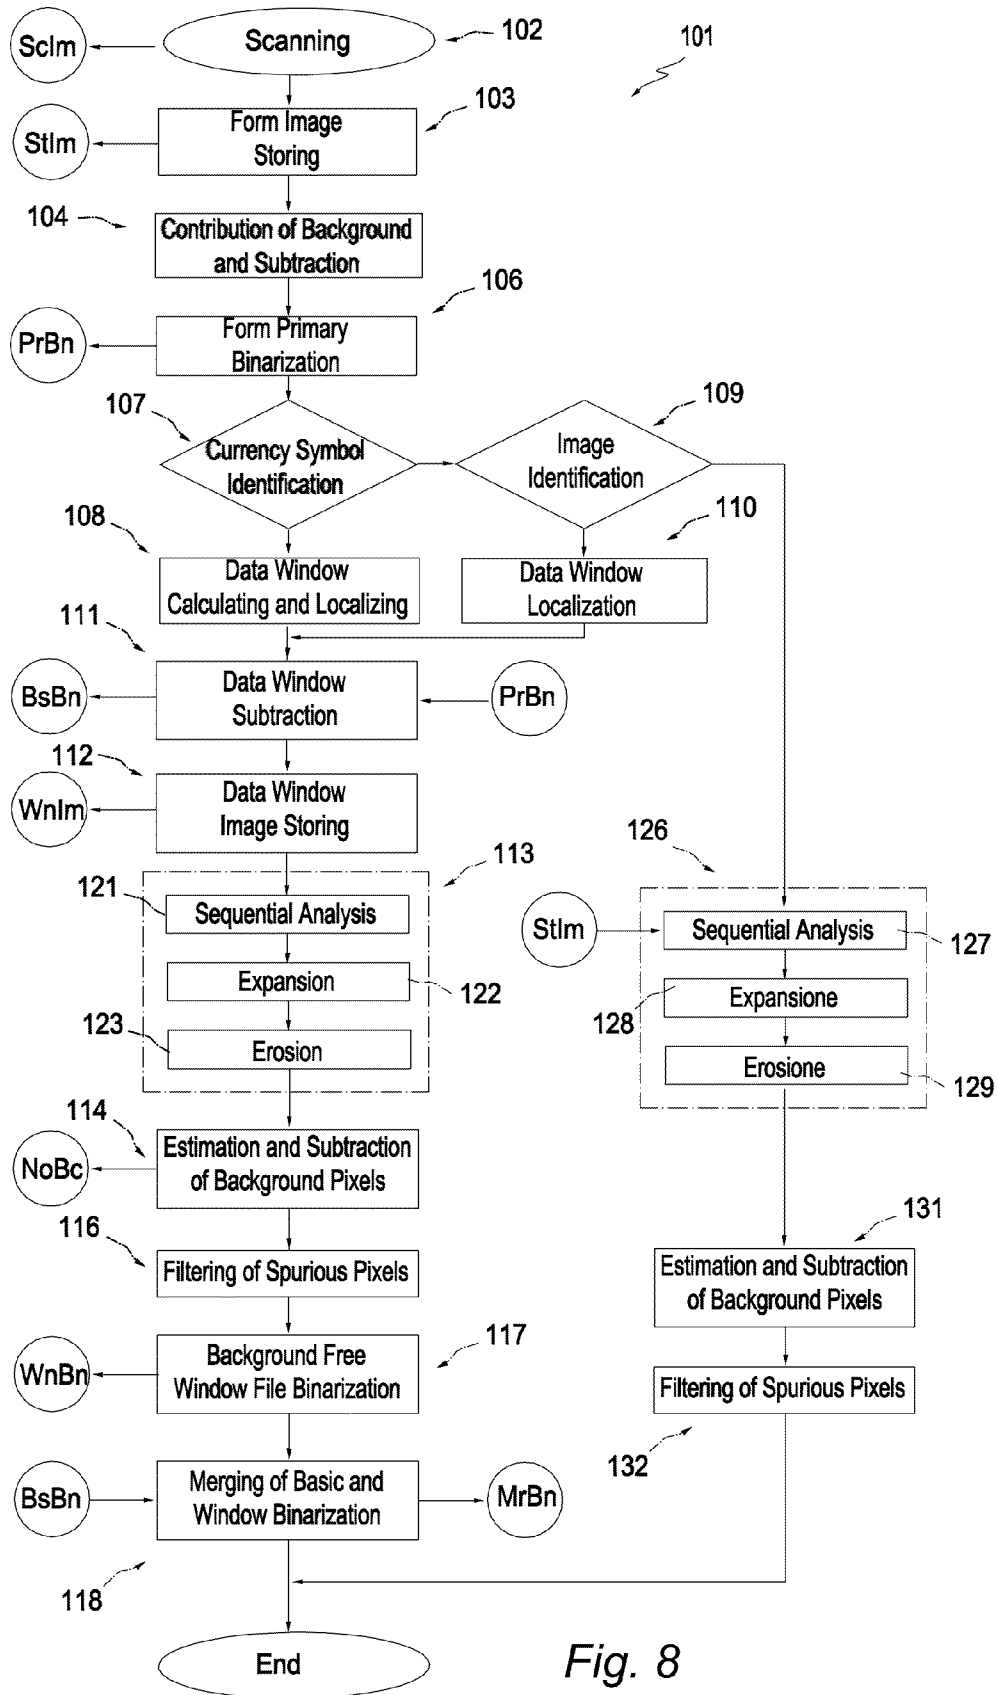 ScIm
Scanning
102
101
103
StIm
Form Image
Storing
104
Contribution of Background
and Subtraction
106
PrBn
Form Primary
Binarization
107
109
Currency Symbol
Identification
Image
Identification
108
110
Data Window
Calculating and Localizing
Data Window
Localization
111
BsBn
Data Window
Subtraction
PrBn
112
WnIm
Data Window
Image Storing
113
126
121
Sequential Analysis
StIm
Sequential Analysis
127
Expansion
122
128
Expansione
123
Erosion
Erosione
129
114
NoBc
Estimation and Subtraction
of Background Pixels
116
131
Filtering of Spurious Pixels
Estimation and Subtraction
of Background Pixels
117
WnBn
Background Free
Window File Binarization
Filtering of Spurious Pixels
132
BsBn
Merging of Basic and
Window Binarization
MrBn
118
End
Fig. 8